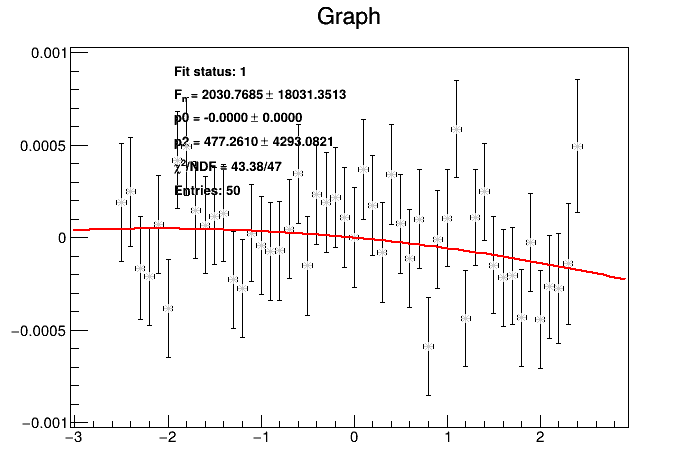 Graph
0.001
0.0005
0
−0.0005
−0.001
Fit status: 1
Fn = 2030.7685 ± 18031.3513
p0 = -0.0000 ± 0.0000
p2 = 477.2610 ± 4293.0821
χ²/NDF = 43.38/47
Entries: 50
−3 −2 −1 0 1 2